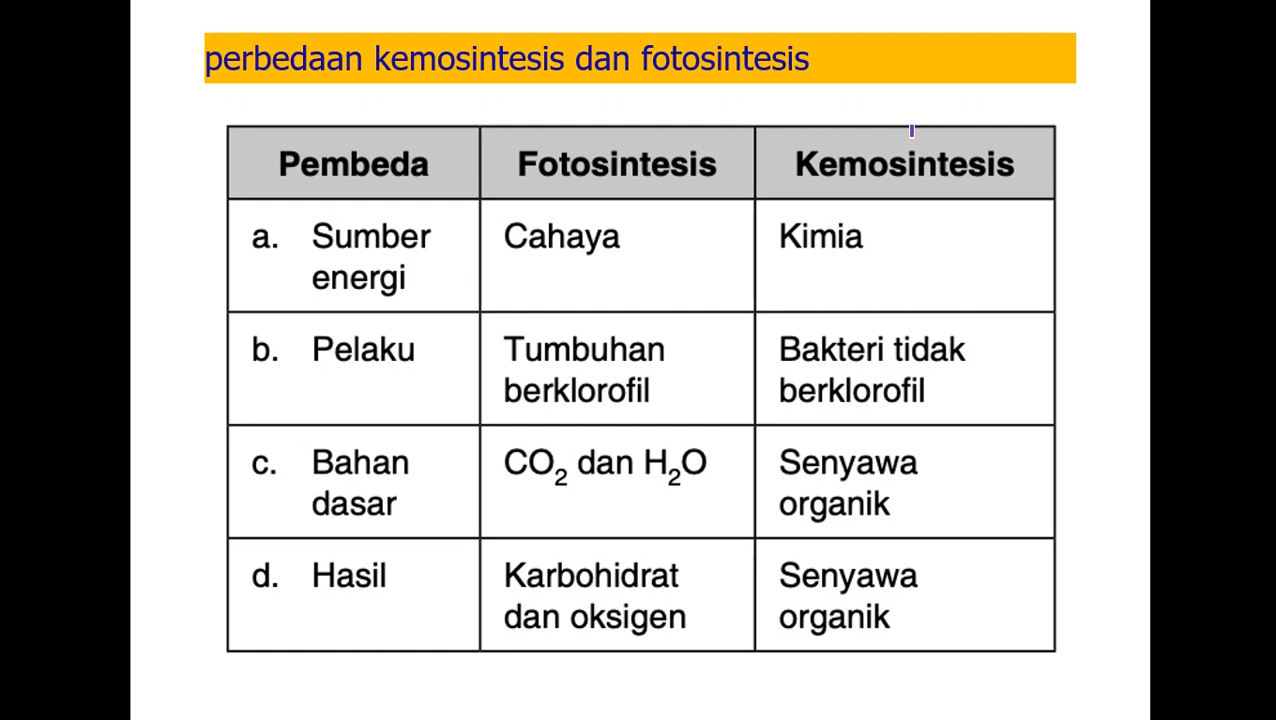 perbedaan kemosintesis dan fotosintesis
Pembeda Fotosintesis Kemosintesis
a. Sumber energi Cahaya Kimia
b. Pelaku Tumbuhan berklorofil Bakteri tidak berklorofil
c. Bahan dasar CO₂ dan H₂O Senyawa organik
d. Hasil Karbohidrat dan oksigen Senyawa organik